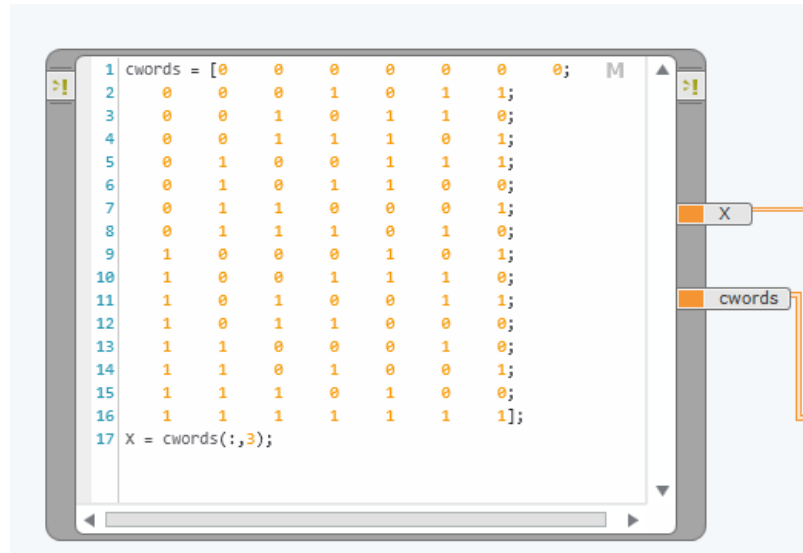 1 cwords = [0 0 0 0 0 0 0; M
2 0 0 0 1 0 1 1;
3 0 0 1 0 1 1 0;
4 0 0 1 1 1 0 1;
5 0 1 0 0 1 1 1;
6 0 1 0 1 1 0 0;
7 0 1 1 0 0 0 1;
8 0 1 1 1 0 1 0;
9 1 0 0 0 1 0 1;
10 1 0 0 1 1 1 0;
11 1 0 1 0 0 1 1;
12 1 0 1 1 0 0 0;
13 1 1 0 0 0 1 0;
14 1 1 0 1 0 0 1;
15 1 1 1 0 1 0 0;
16 1 1 1 1 1 1 1];
17 X = cwords(:,3);
X
cwords